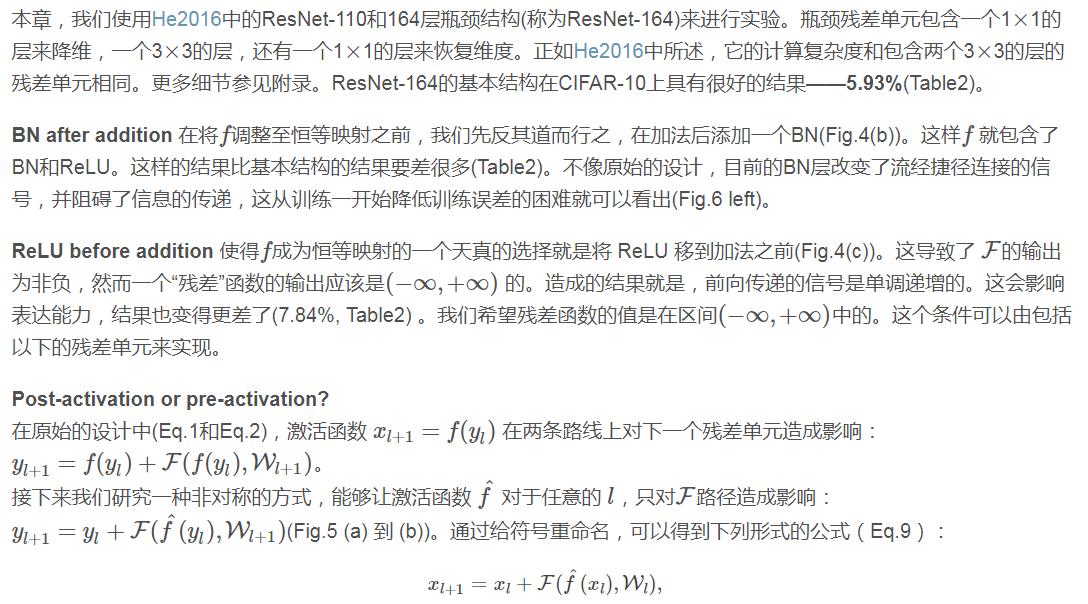 本章，我们使用He2016中的ResNet-110和164层瓶颈结构(称为ResNet-164)来进行实验。瓶颈残差单元包含一个1×1的
层来降维，一个3×3的层，还有一个1×1的层来恢复维度。正如He2016中所述，它的计算复杂度和包含两个3×3的层的
残差单元相同。更多细节参见附录。ResNet-164的基本结构在CIFAR-10上具有很好的结果——5.93%(Table2)。
BN after addition 在将f调整至恒等映射之前，我们先反其道而行之，在加法后添加一个BN(Fig.4(b))。这样f 就包含了
BN和ReLU。这样的结果比基本结构的结果要差很多(Table2)。不像原始的设计，目前的BN层改变了流经捷径连接的信
号，并阻碍了信息的传递，这从训练一开始降低训练误差的困难就可以看出(Fig.6 left)。
ReLU before addition 使得f成为恒等映射的一个天真的选择就是将 ReLU 移到加法之前(Fig.4(c))。这导致了 𝓕的输出
为非负，然而一个“残差”函数的输出应该是(−∞,+∞) 的。造成的结果就是，前向传递的信号是单调递增的。这会影响
表达能力，结果也变得更差了(7.84%, Table2) 。我们希望残差函数的值是在区间(−∞,+∞)中的。这个条件可以由包括
以下的残差单元来实现。
Post-activation or pre-activation?
在原始的设计中(Eq.1和Eq.2)，激活函数 x_{l+1} = f(y_l) 在两条路线上对下一个残差单元造成影响：
y_{l+1} = f(y_l) + 𝓕(f(y_l), 𝒲_{l+1})。
接下来我们研究一种非对称的方式，能够让激活函数 f̂ 对于任意的 l，只对𝓕路径造成影响：
y_{l+1} = y_l + 𝓕(f̂(y_l), 𝒲_{l+1})(Fig.5 (a) 到 (b))。通过给符号重命名，可以得到下列形式的公式（Eq.9）：
x_{l+1} = x_l + 𝓕(f̂(x_l), 𝒲_l),